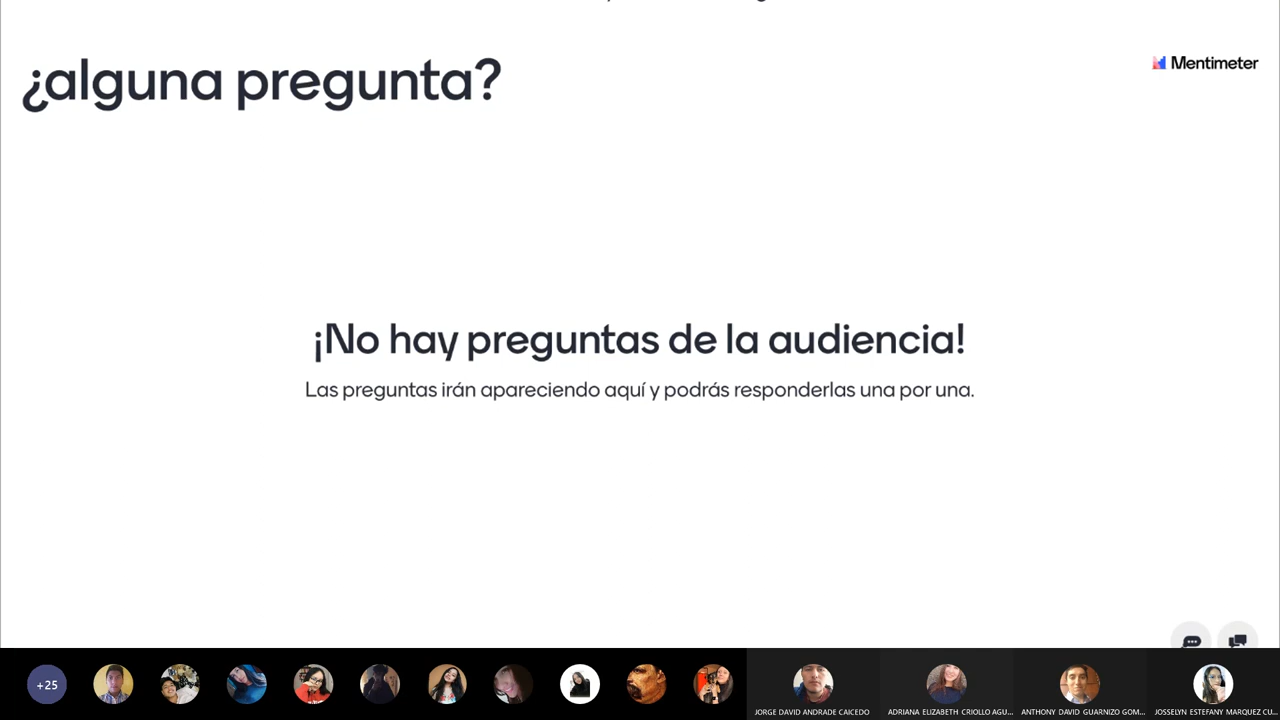 ¿alguna pregunta?
Mentimeter
¡No hay preguntas de la audiencia!
Las preguntas irán apareciendo aquí y podrás responderlas una por una.
+25
JORGE DAVID ANDRADE CAICEDO
ADRIANA ELIZABETH CRIOLLO AGU...
ANTHONY DAVID GUARNIZO GOM...
JOSSELYN ESTEFANY MARQUEZ CU...